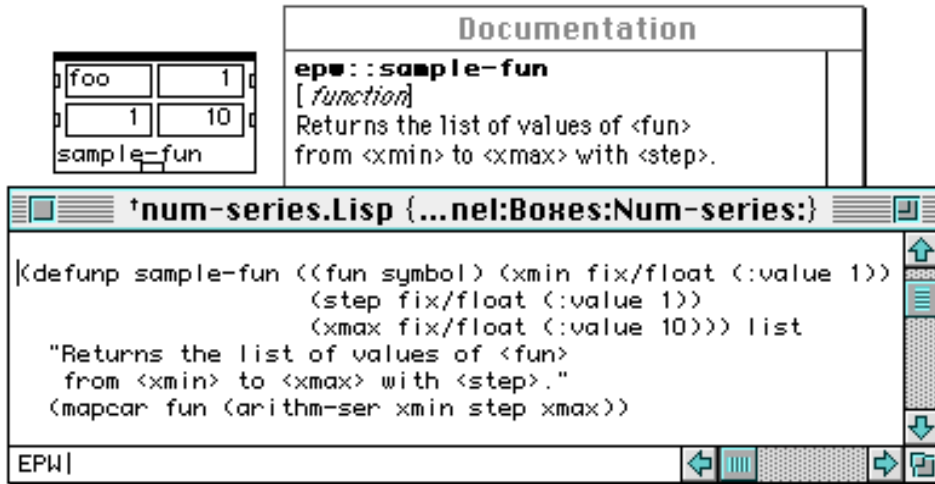 Documentation
foo 1
1 10
sample-fun
epw::sample-fun
[function]
Returns the list of values of <fun>
from <xmin> to <xmax> with <step>.
†num-series.Lisp {...nel:Boxes:Num-series:}
(defunp sample-fun ((fun symbol) (xmin fix/float (:value 1))
(step fix/float (:value 1))
(xmax fix/float (:value 10))) list
"Returns the list of values of <fun>
from <xmin> to <xmax> with <step>."
(mapcar fun (arithm-ser xmin step xmax))
EPW